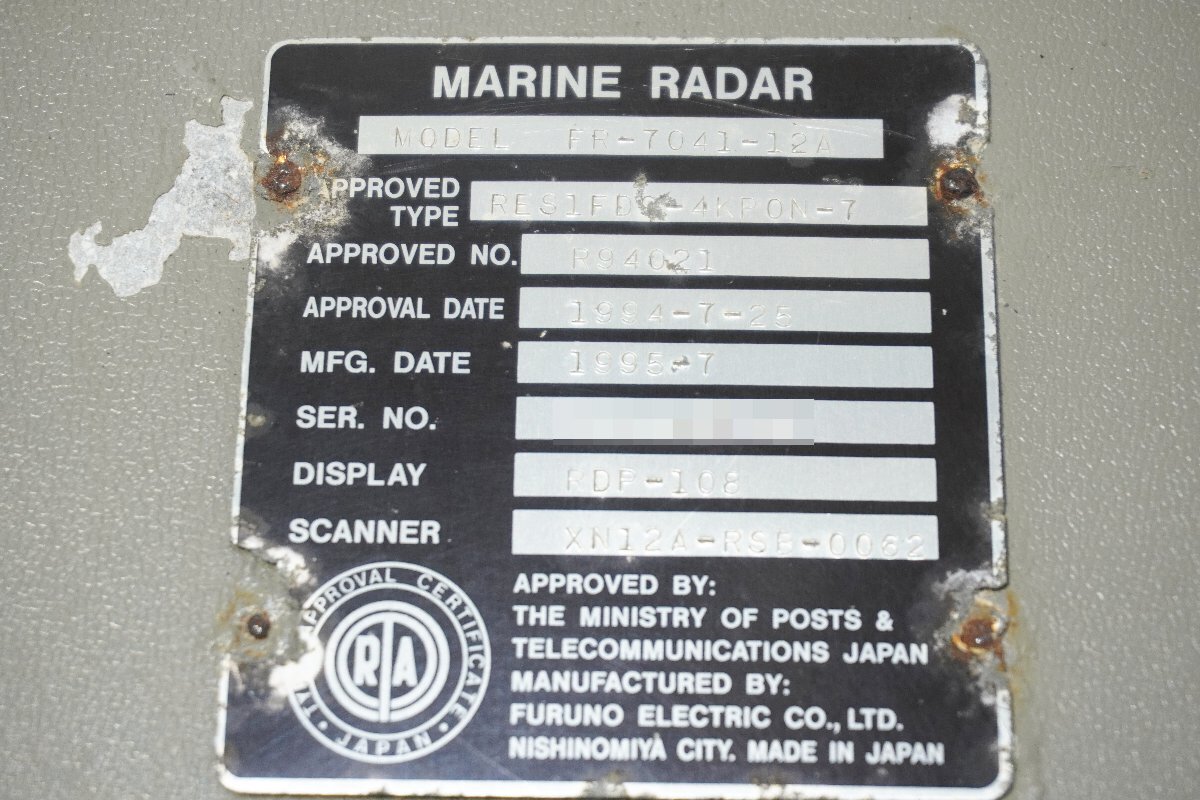 MARINE RADAR
MODEL FR-7041-12A
APPROVED
TYPE
APPROVED NO. R94021
APPROVAL DATE 1994-7-25
MFG. DATE 1995-7
SER. NO.
DISPLAY RDP-108
SCANNER XN12A-RSB-0062
APPROVAL CERTIFICATE
RTA
JAPAN
APPROVED BY:
THE MINISTRY OF POSTS &
TELECOMMUNICATIONS JAPAN
MANUFACTURED BY:
FURUNO ELECTRIC CO., LTD.
NISHINOMIYA CITY. MADE IN JAPAN